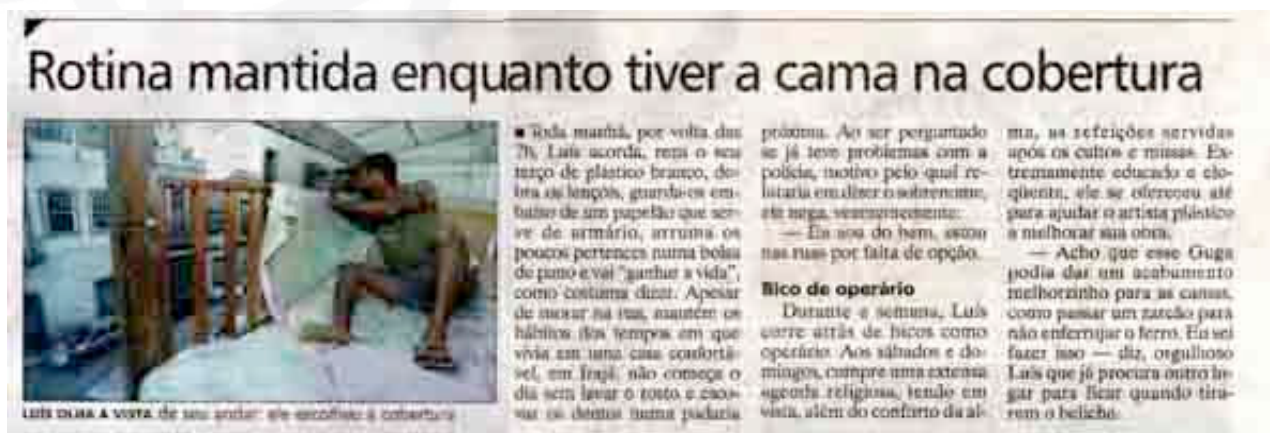 Rotina mantida enquanto tiver a cama na cobertura
■ Toda manhã, por volta das
7h, Luís acorda, reza o seu
terço de plástico branco, do-
bra os lençóis, guarda-os em-
baixo de um papelão que ser-
ve de armário, arruma os
poucos pertences numa bolsa
de pano e vai "ganhar a vida",
como costuma dizer. Apesar
de morar na rua, mantém os
hábitos dos tempos em que
vivia em uma casa confortá-
vel, em Irajá: não começa o
dia sem lavar o rosto e esco-
var os dentes numa padaria
próxima. Ao ser perguntado
se já teve problemas com a
polícia, motivo pelo qual re-
lutaria em dizer o sobrenome,
ele nega, veementemente:
— Eu sou do bem, estou
nas ruas por falta de opção.
Bico de operário
Durante a semana, Luís
corre atrás de bicos como
operário. Aos sábados e do-
mingos, cumpre uma extensa
agenda religiosa, tendo em
vista, além do conforto da al-
ma, as refeições servidas
após os cultos e missas. Ex-
tremamente educado e elo-
qüente, ele se ofereceu até
para ajudar o artista plástico
a melhorar sua obra.
— Acho que esse Guga
podia dar um acabamento
melhorzinho para as camas,
como passar um zarcão para
não enferrujar o ferro. Eu sei
fazer isso — diz, orgulhoso
Luís que já procura outro lu-
gar para ficar quando tira-
rem o beliche.
LUÍS OLHA A VISTA de seu andar: ele escolheu a cobertura